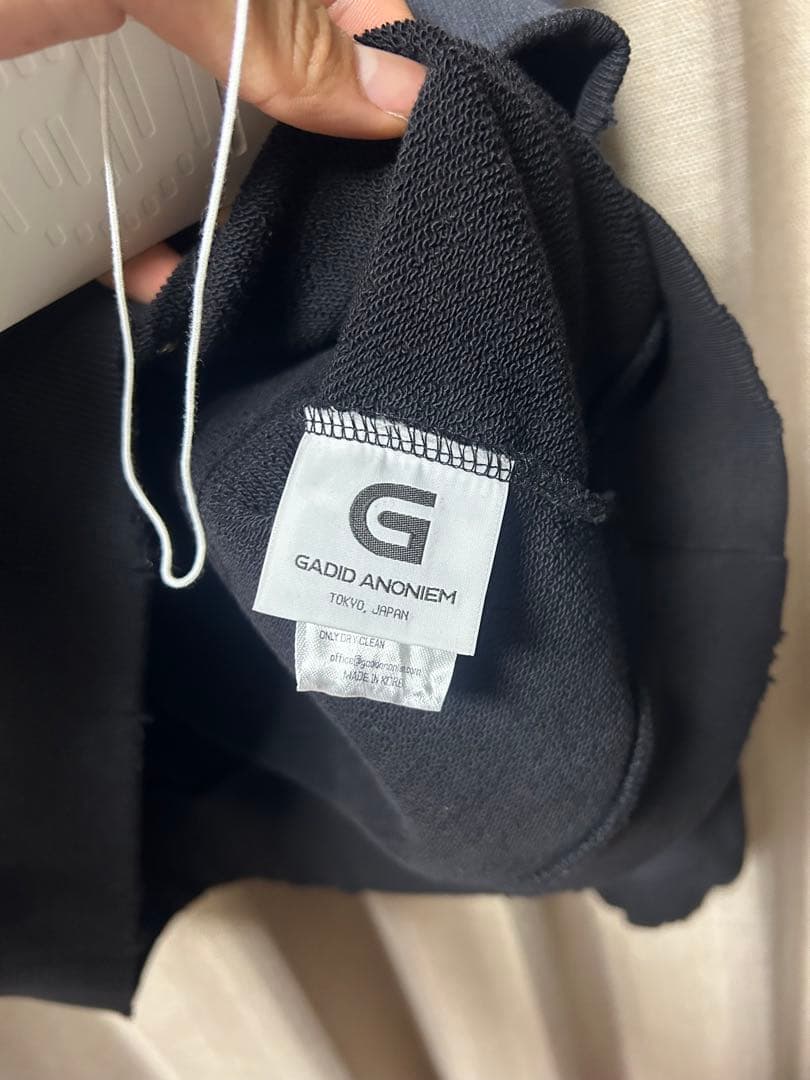 G
GADID ANONIEM
TOKYO, JAPAN
ONLY DRY CLEAN
MADE IN KOREA